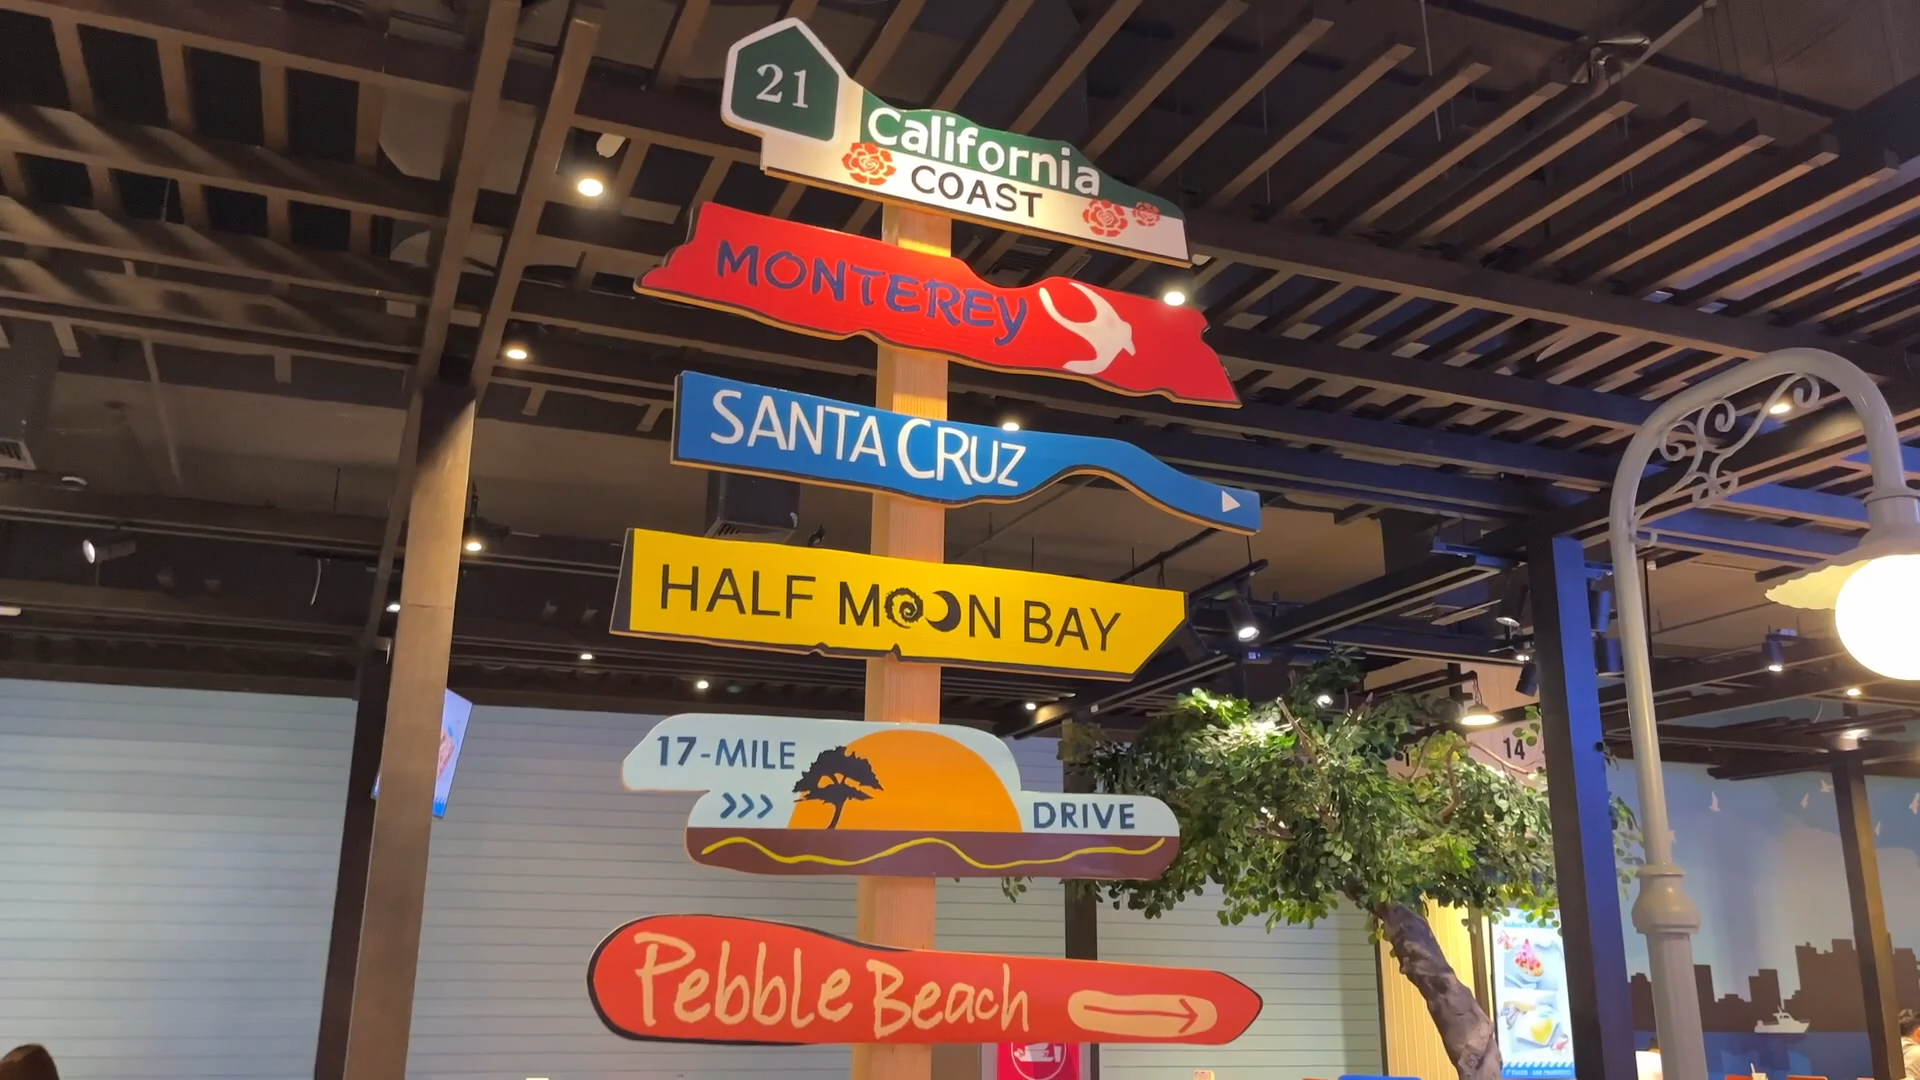 21
California
COAST
MONTEREY
SANTA CRUZ
HALF MOON BAY
17-MILE
DRIVE
Pebble Beach
14